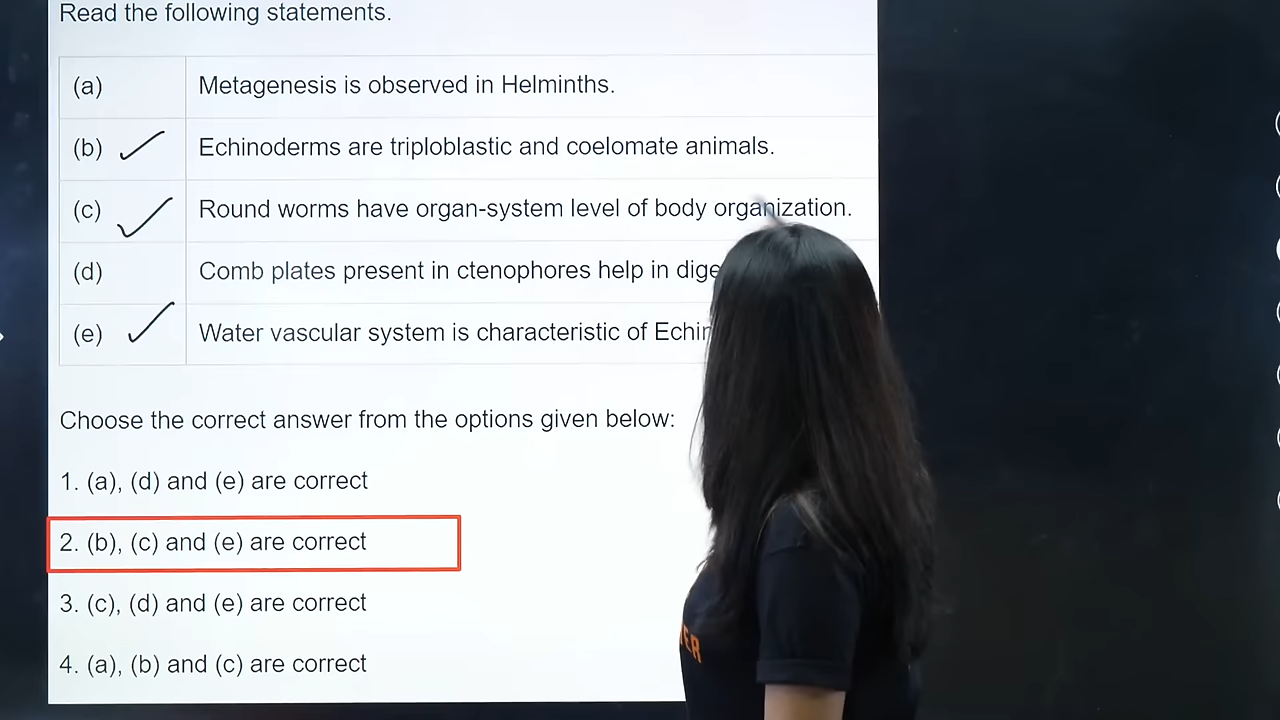 Read the following statements.
(a) Metagenesis is observed in Helminths.
(b) Echinoderms are triploblastic and coelomate animals.
(c) Round worms have organ-system level of body organization.
(d) Comb plates present in ctenophores help in
(e) Water vascular system is characteristic of
Choose the correct answer from the options given below:
1. (a), (d) and (e) are correct
2. (b), (c) and (e) are correct
3. (c), (d) and (e) are correct
4. (a), (b) and (c) are correct